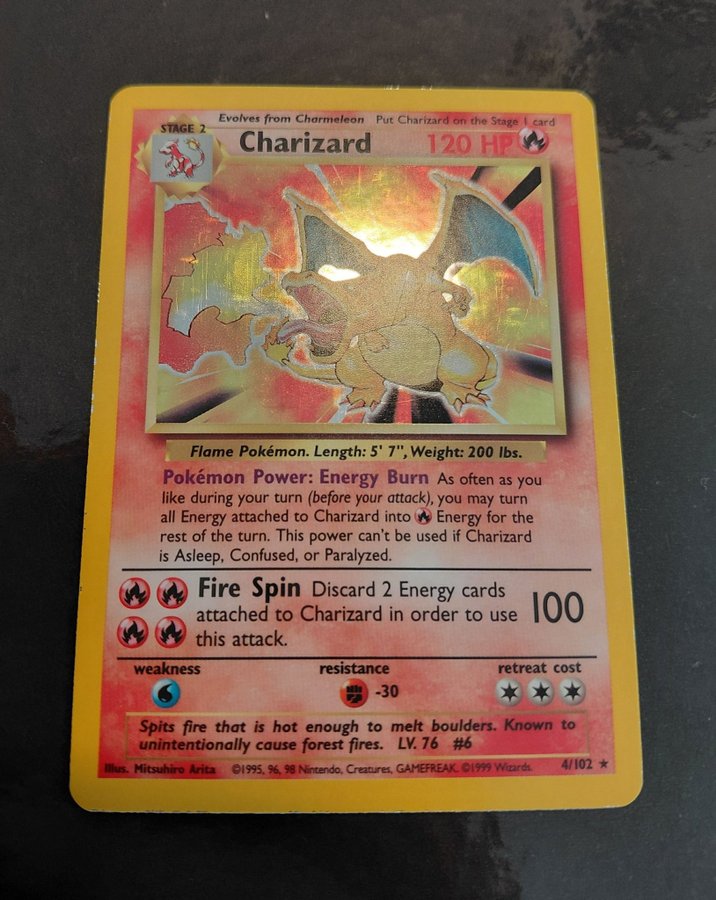 Evolves from Charmeleon Put Charizard on the Stage 1 card
STAGE 2
Charizard 120 HP
Flame Pokémon. Length: 5' 7", Weight: 200 lbs.
Pokémon Power: Energy Burn As often as you
like during your turn (before your attack), you may turn
all Energy attached to Charizard into Energy for the
rest of the turn. This power can't be used if Charizard
is Asleep, Confused, or Paralyzed.
Fire Spin Discard 2 Energy cards
attached to Charizard in order to use
this attack.
100
weakness resistance retreat cost
-30
Spits fire that is hot enough to melt boulders. Known to
unintentionally cause forest fires. LV. 76 #6
Illus. Mitsuhiro Arita ©1995, 96, 98 Nintendo, Creatures, GAMEFREAK. ©1999 Wizards. 4/102 ★